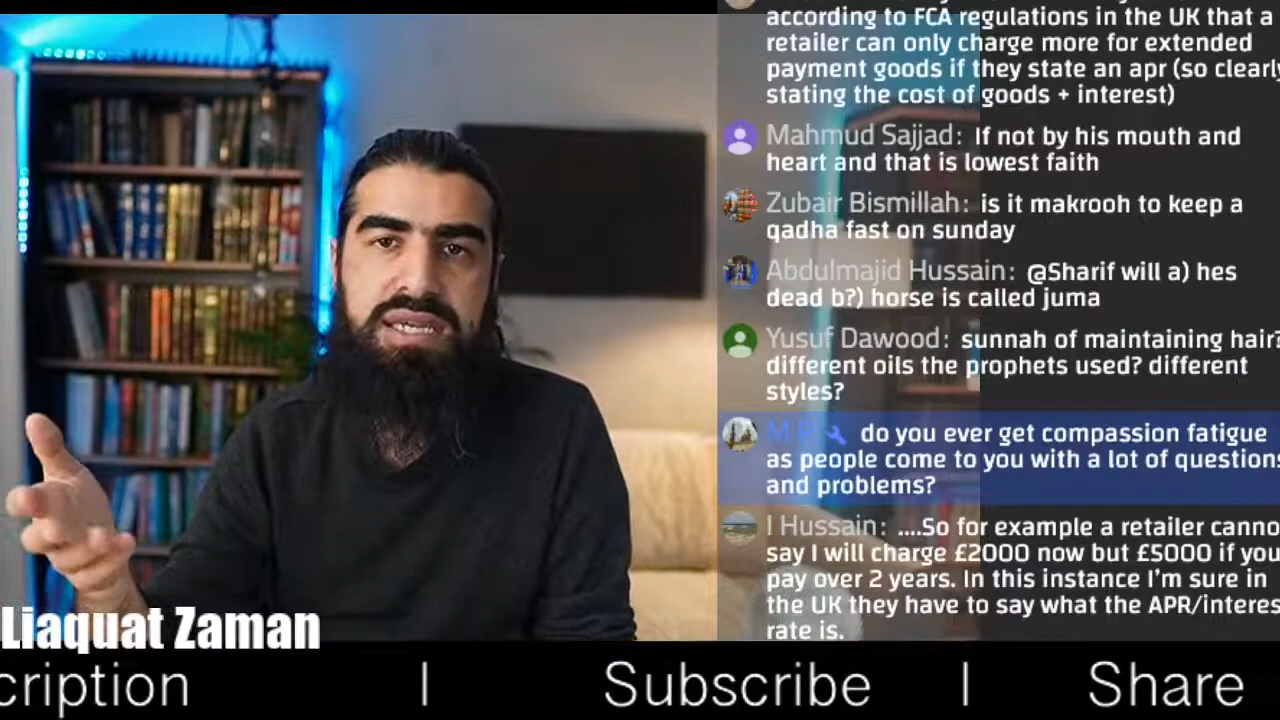 according to FCA regulations in the UK that a
retailer can only charge more for extended
payment goods if they state an apr (so clearly
stating the cost of goods + interest)
Mahmud Sajjad: If not by his mouth and
heart and that is lowest faith
Zubair Bismillah: is it makrooh to keep a
qadha fast on sunday
Abdulmajid Hussain: @Sharif will a) hes
dead b?) horse is called juma
Yusuf Dawood: sunnah of maintaining hair?
different oils the prophets used? different
styles?
M P do you ever get compassion fatigue
as people come to you with a lot of questions
and problems?
I Hussain: ....So for example a retailer canno
say I will charge £2000 now but £5000 if you
pay over 2 years. In this instance I'm sure in
the UK they have to say what the APR/interes
rate is.
Liaquat Zaman
cription | Subscribe | Share